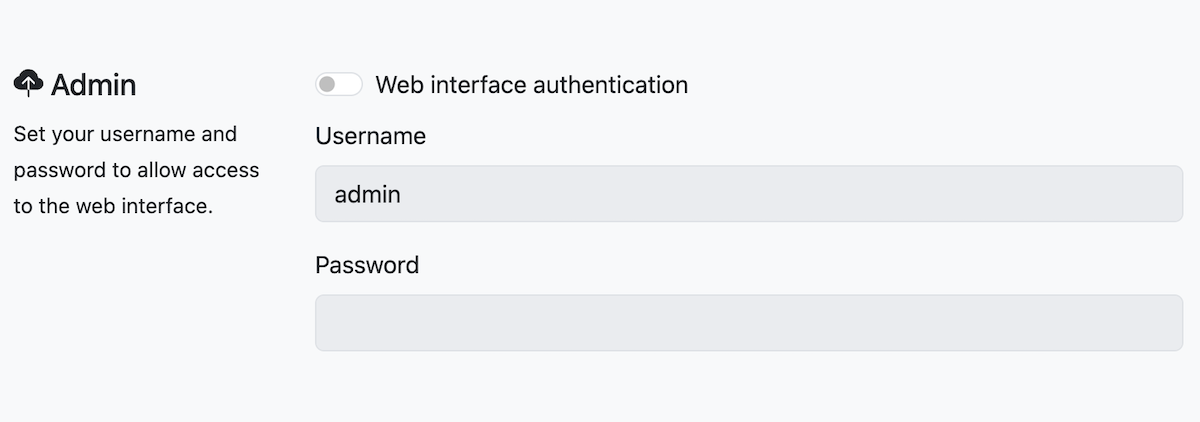 Admin
Set your username and
password to allow access
to the web interface.
Web interface authentication
Username
admin
Password